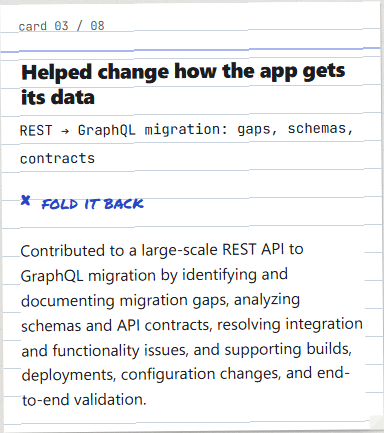 card 03 / 08
Helped change how the app gets
its data
REST → GraphQL migration: gaps, schemas,
contracts
x FOLD IT BACK
Contributed to a large-scale REST API to
GraphQL migration by identifying and
documenting migration gaps, analyzing
schemas and API contracts, resolving integration
and functionality issues, and supporting builds,
deployments, configuration changes, and end-
to-end validation.